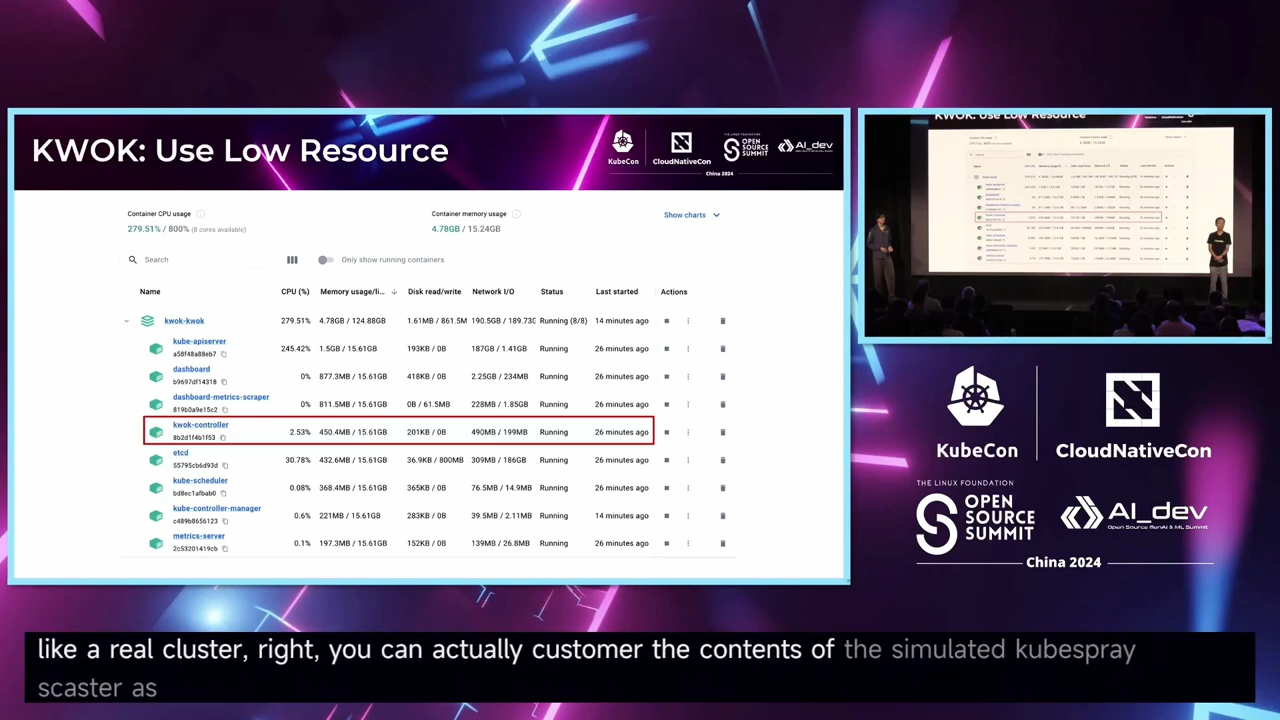 KWOK: Use Low Resource
KubeCon
CloudNativeCon
THE LINUX FOUNDATION
OPEN SOURCE SUMMIT
AI_dev
China 2024
Container CPU usage
279.51% / 800% (8 cores available)
Container memory usage
4.78GB / 15.24GB
Show charts
Search
Only show running containers
Name CPU (%) Memory usage/li... Disk read/write Network I/O Status Last started Actions
kwok-kwok 279.51% 4.78GB / 124.88GB 1.61MB / 861.5M 190.5GB / 189.73G Running (8/8) 14 minutes ago
kube-apiserver
a58f48a88eb7 245.42% 1.5GB / 15.61GB 193KB / 0B 187GB / 1.41GB Running 26 minutes ago
dashboard
b9697df14318 0% 877.3MB / 15.61GB 418KB / 0B 2.25GB / 234MB Running 26 minutes ago
dashboard-metrics-scraper
819b0a9e15c2 0% 811.5MB / 15.61GB 0B / 61.5MB 228MB / 1.85GB Running 26 minutes ago
kwok-controller
8b2d1f4b1f53 2.53% 450.4MB / 15.61GB 201KB / 0B 490MB / 199MB Running 26 minutes ago
etcd
55795cb6d93d 30.78% 432.6MB / 15.61GB 36.9KB / 800MB 309MB / 186GB Running 26 minutes ago
kube-scheduler
bd8ec1afbab0 0.08% 368.4MB / 15.61GB 365KB / 0B 76.5MB / 14.9MB Running 26 minutes ago
kube-controller-manager
c489b8656123 0.6% 221MB / 15.61GB 283KB / 0B 39.5MB / 2.11MB Running 14 minutes ago
metrics-server
2c53201419cb 0.1% 197.3MB / 15.61GB 152KB / 0B 139MB / 26.8MB Running 26 minutes ago
KWOK: Use Low Resource
KubeCon
CloudNativeCon
THE LINUX FOUNDATION
OPEN
SOURCE
SUMMIT
AI_dev
Open Source GenAI & ML Summit
China 2024
like a real cluster, right, you can actually customer the contents of the simulated kubespray
scaster as